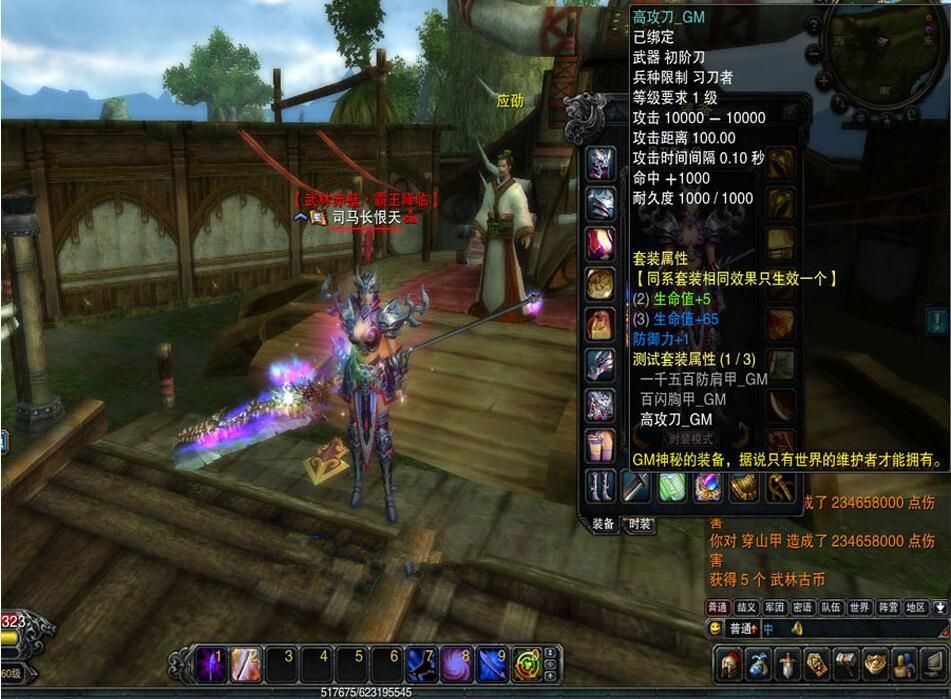 高攻刀_GM
已绑定
武器 初阶刀
兵种限制 习刀者
等级要求 1 级
攻击 10000 — 10000
攻击距离 100.00
攻击时间间隔 0.10 秒
命中 +1000
耐久度 1000 / 1000
套装属性
【 同系套装相同效果只生效一个 】
(2) 生命值+5
(3) 生命值+65
防御力+1
测试套装属性 (1 / 3)
一千五百防肩甲_GM
百闪胸甲_GM
高攻刀_GM
时装模式
GM神秘的装备，据说只有世界的维护者才能拥有。
应劭
霸王降临】
司马长恨天
装备 时装
成了 234658000 点伤
害
你对 穿山甲 造成了 234658000 点伤
害
获得 5 个 武林古币
普通 结义 军团 密语 队伍 世界 阵营 地区
普通 中
323
60级
1 2 3 4 5 6 7 8 9
517675/623195545